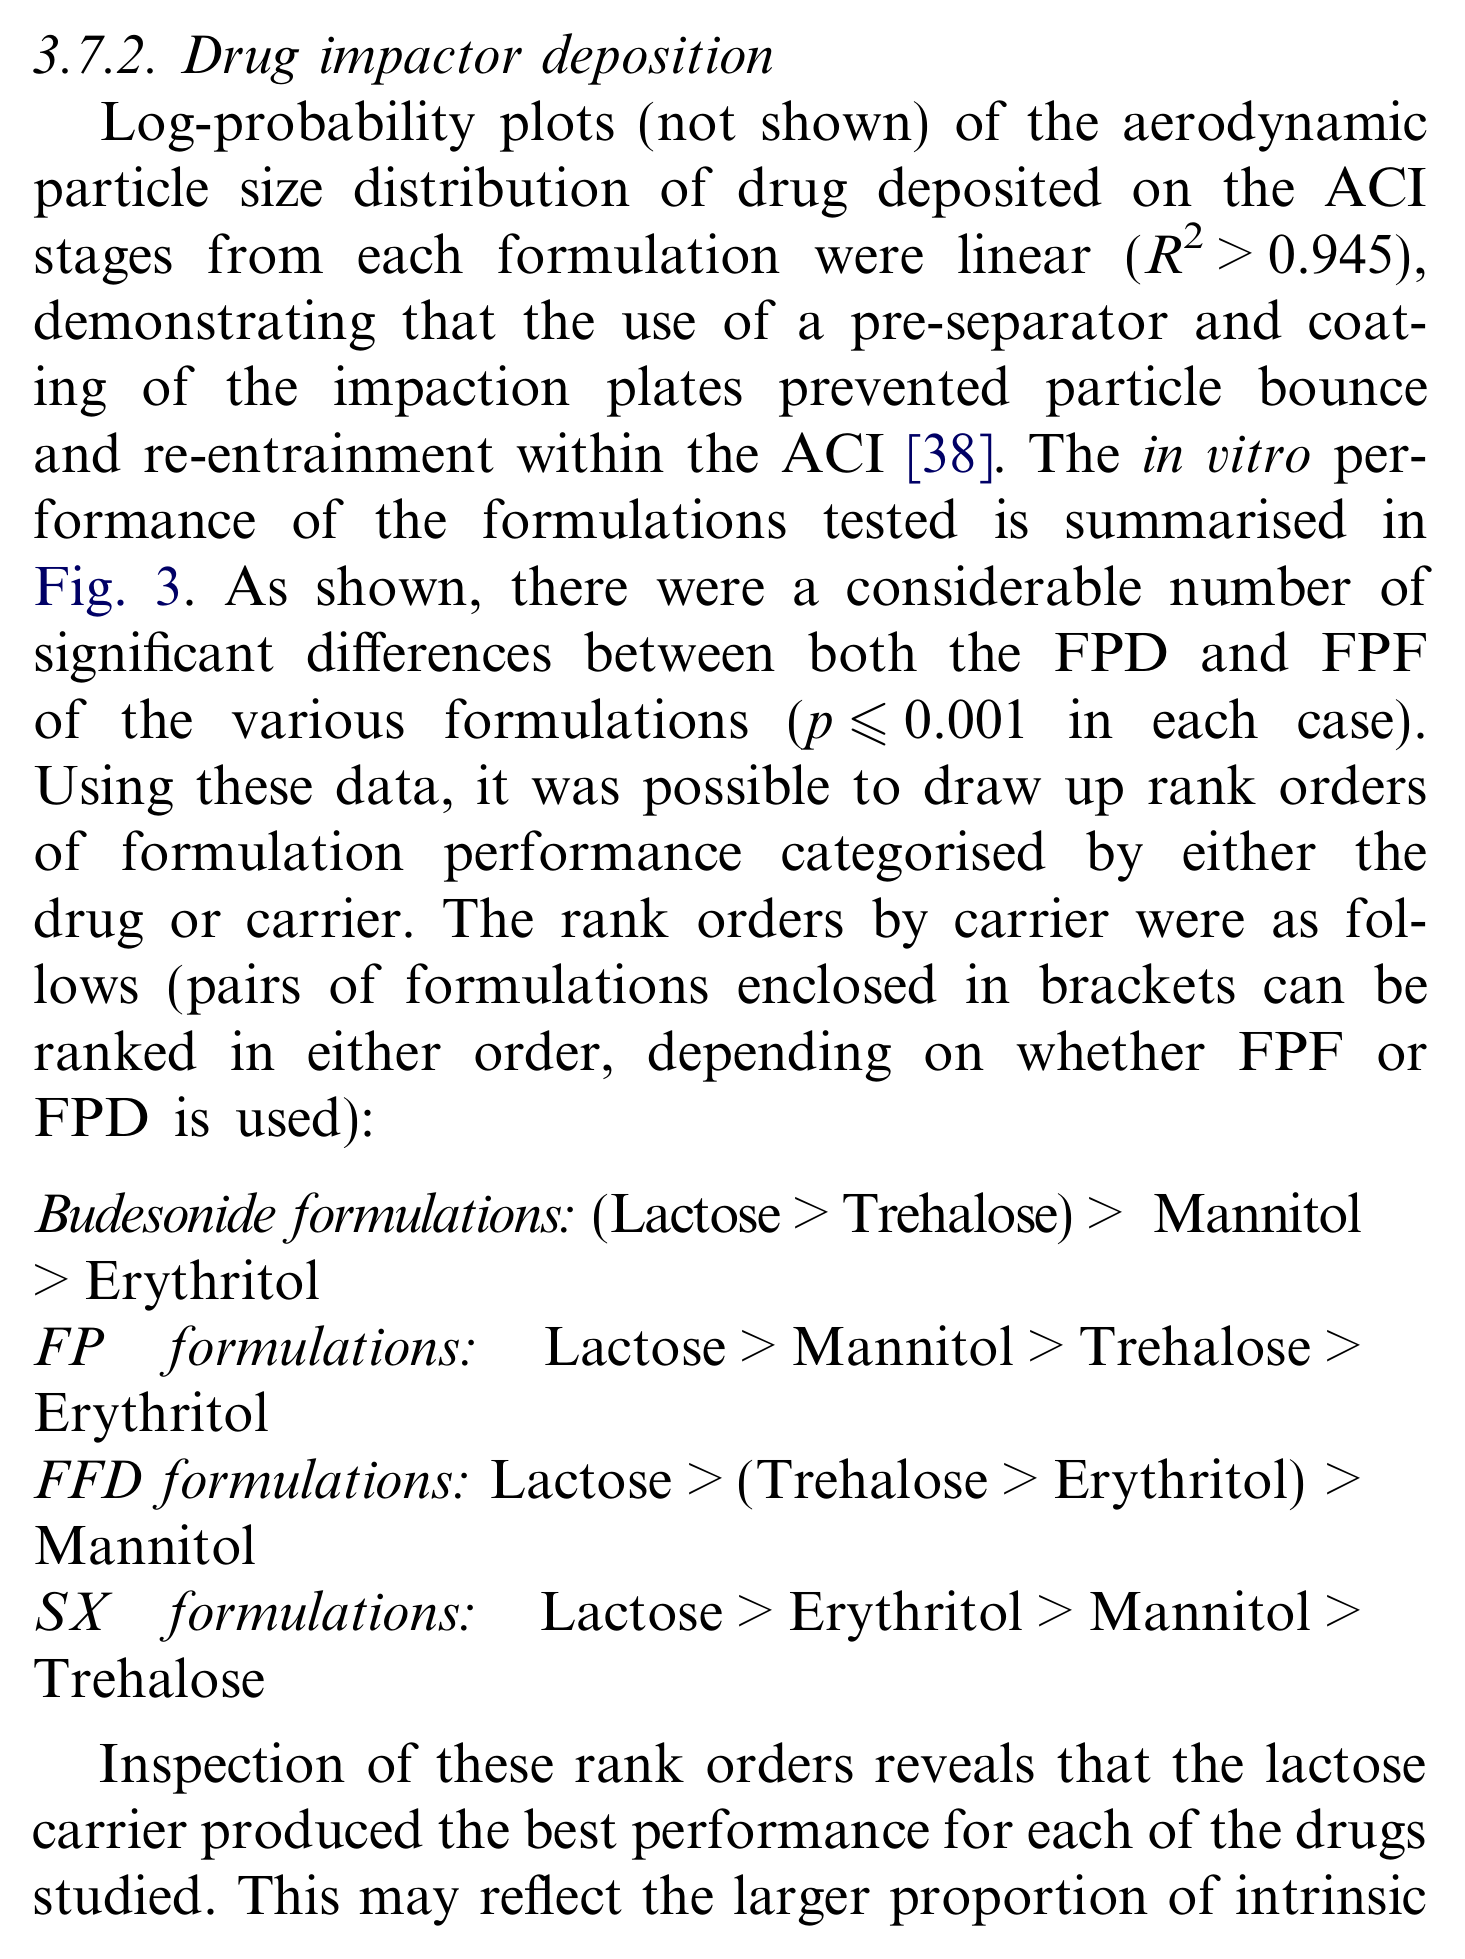 3.7.2. Drug impactor deposition
Log-probability plots (not shown) of the aerodynamic
particle size distribution of drug deposited on the ACI
stages from each formulation were linear (R² > 0.945),
demonstrating that the use of a pre-separator and coat-
ing of the impaction plates prevented particle bounce
and re-entrainment within the ACI [38]. The in vitro per-
formance of the formulations tested is summarised in
Fig. 3. As shown, there were a considerable number of
significant differences between both the FPD and FPF
of the various formulations (p ⩽ 0.001 in each case).
Using these data, it was possible to draw up rank orders
of formulation performance categorised by either the
drug or carrier. The rank orders by carrier were as fol-
lows (pairs of formulations enclosed in brackets can be
ranked in either order, depending on whether FPF or
FPD is used):
Budesonide formulations: (Lactose > Trehalose) > Mannitol
> Erythritol
FP formulations: Lactose > Mannitol > Trehalose >
Erythritol
FFD formulations: Lactose > (Trehalose > Erythritol) >
Mannitol
SX formulations: Lactose > Erythritol > Mannitol >
Trehalose
Inspection of these rank orders reveals that the lactose
carrier produced the best performance for each of the drugs
studied. This may reflect the larger proportion of intrinsic